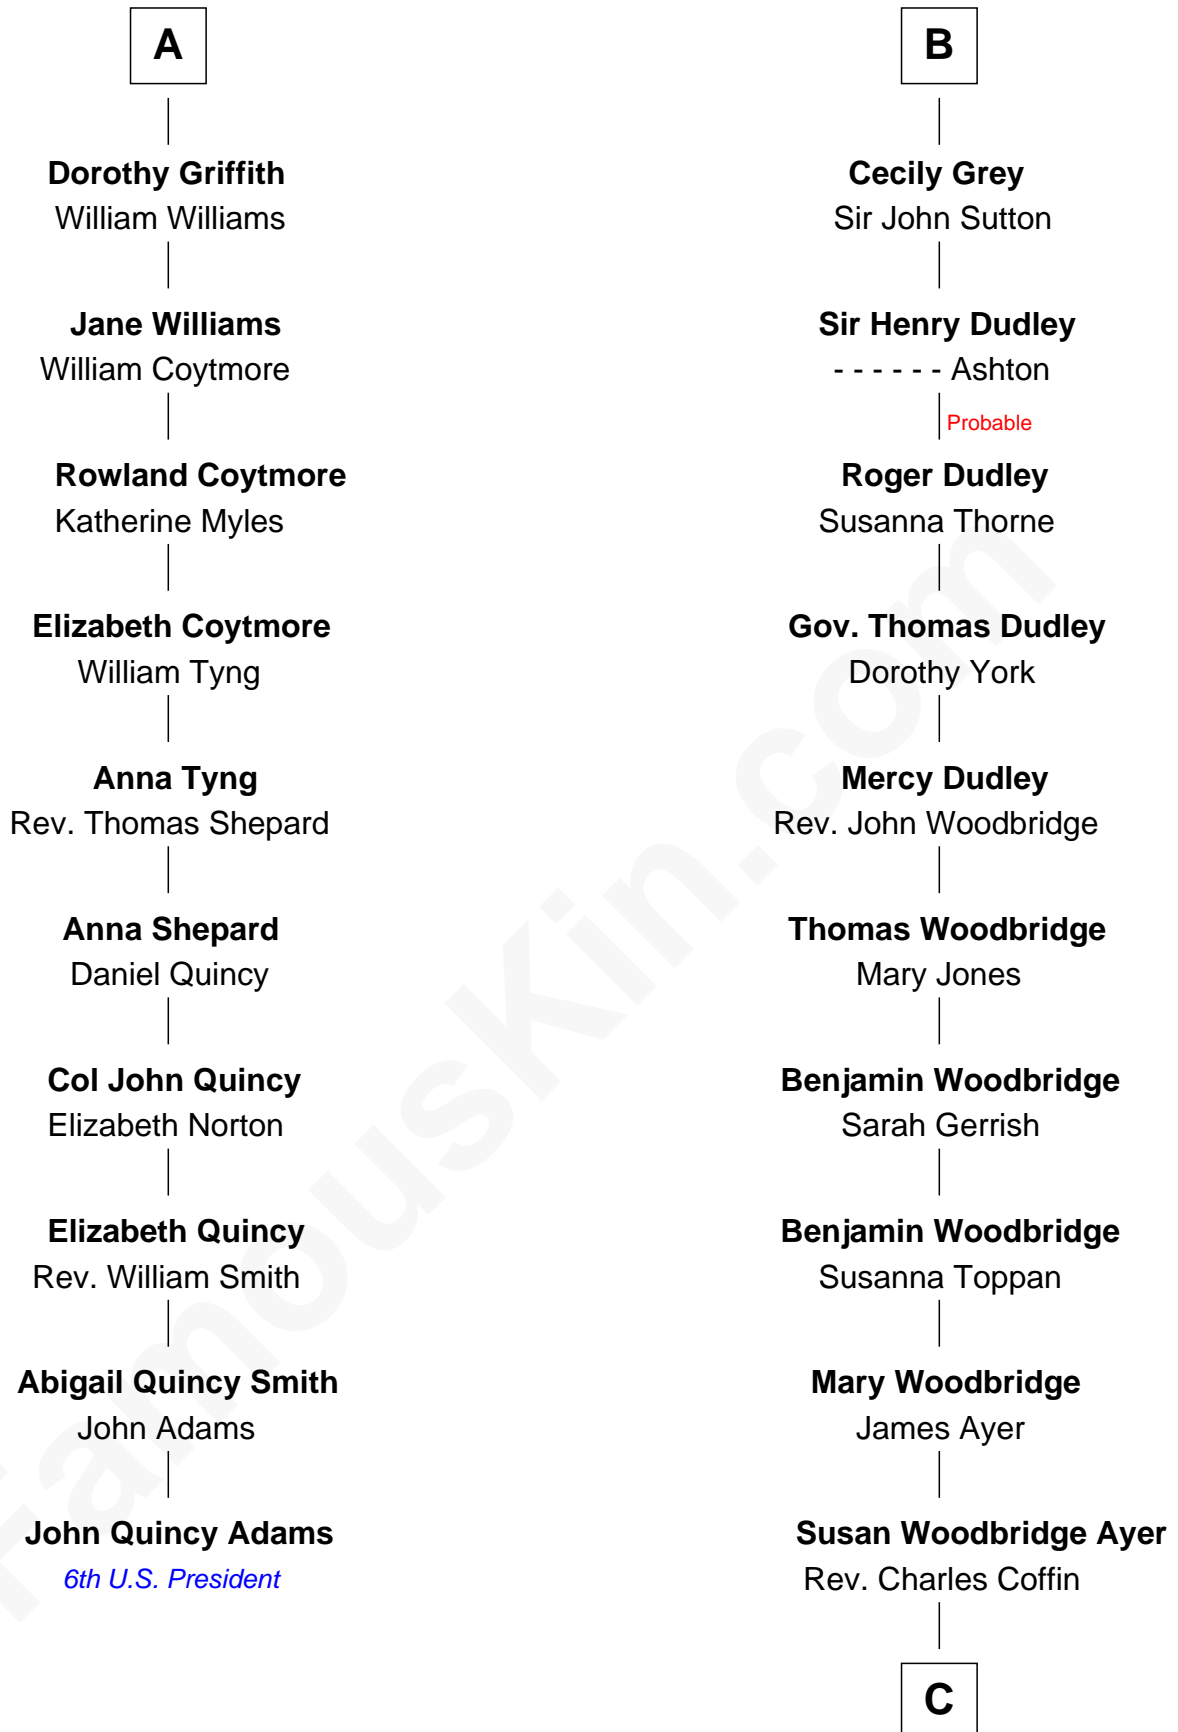 A
Dorothy Griffith
William Williams
Jane Williams
William Coytmore
Rowland Coytmore
Katherine Myles
Elizabeth Coytmore
William Tyng
Anna Tyng
Rev. Thomas Shepard
Anna Shepard
Daniel Quincy
Col John Quincy
Elizabeth Norton
Elizabeth Quincy
Rev. William Smith
Abigail Quincy Smith
John Adams
John Quincy Adams
6th U.S. President
B
Cecily Grey
Sir John Sutton
Sir Henry Dudley
- - - - - - Ashton
Probable
Roger Dudley
Susanna Thorne
Gov. Thomas Dudley
Dorothy York
Mercy Dudley
Rev. John Woodbridge
Thomas Woodbridge
Mary Jones
Benjamin Woodbridge
Sarah Gerrish
Benjamin Woodbridge
Susanna Toppan
Mary Woodbridge
James Ayer
Susan Woodbridge Ayer
Rev. Charles Coffin
C
FamousKin.com